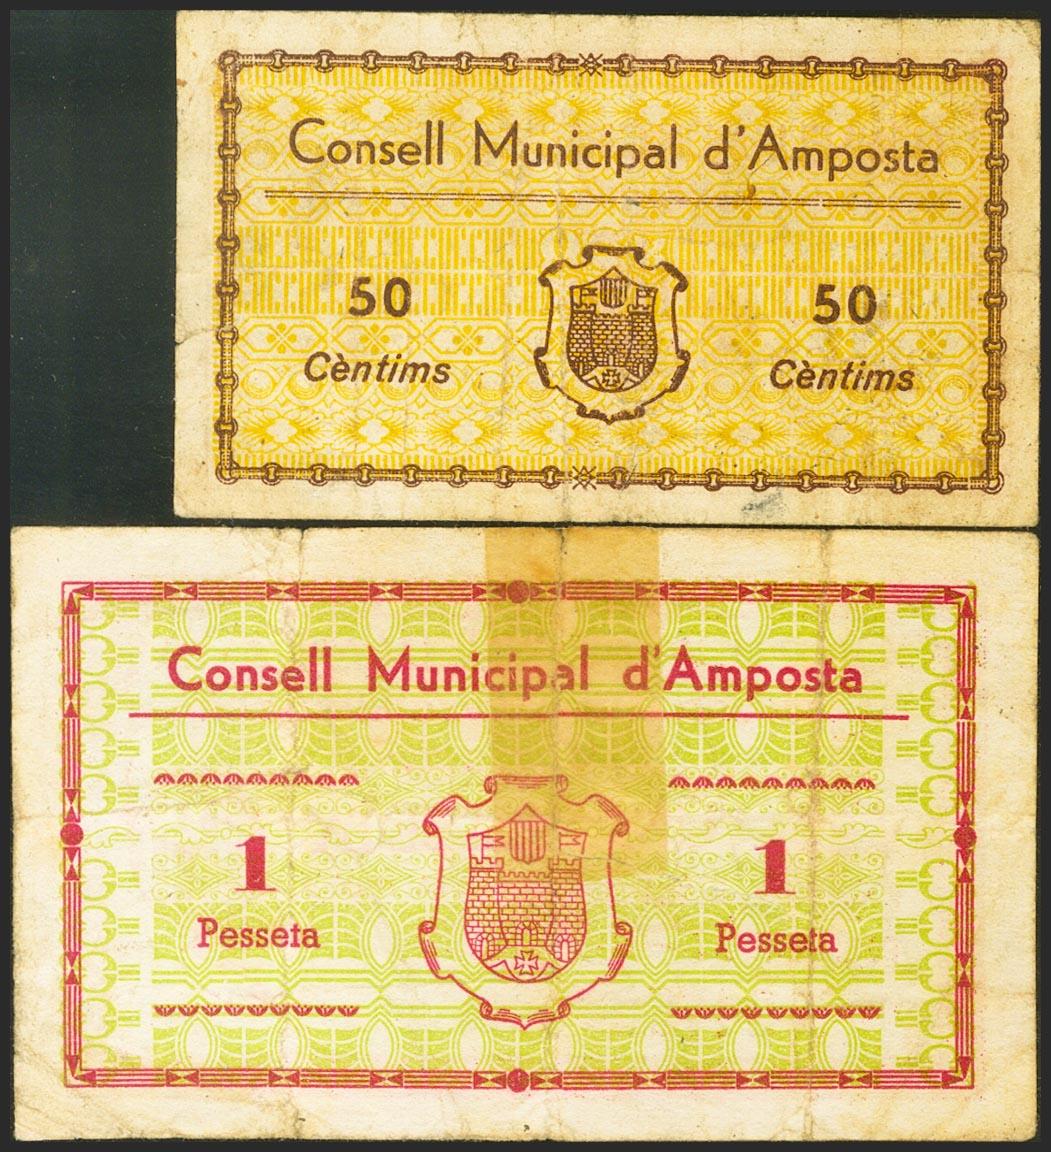 Consell Municipal d'Amposta
50 50
Cèntims Cèntims
Consell Municipal d'Amposta
1 1
Pesseta Pesseta